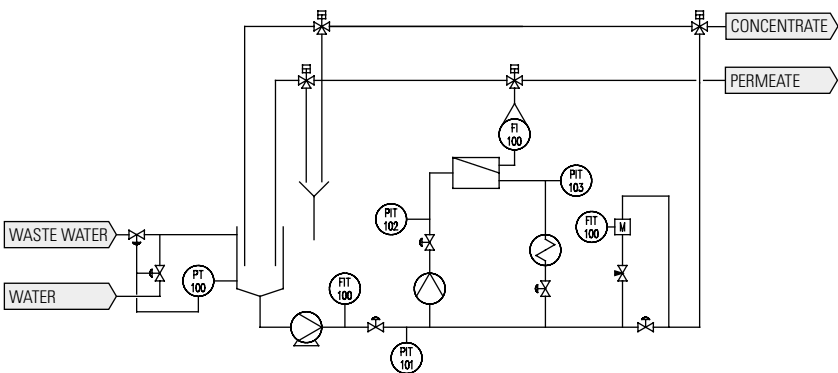 CONCENTRATE
PERMEATE
FI
100
PIT
103
PIT
102
FIT
100
M
WASTE WATER
PT
100
FIT
100
WATER
PIT
101